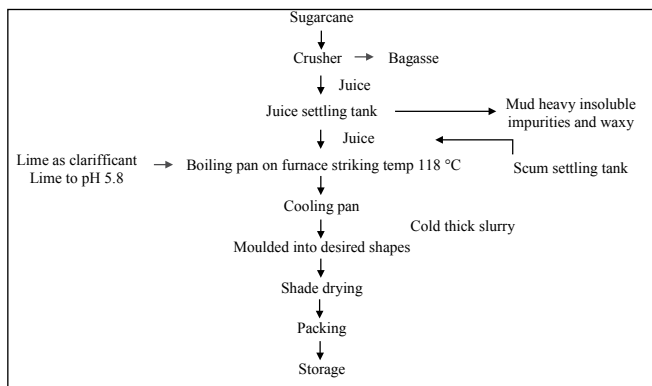 Sugarcane
Crusher
Bagasse
Juice
Juice settling tank
Mud heavy insoluble
impurities and waxy
Juice
Lime as clarifficant
Lime to pH 5.8
Boiling pan on furnace striking temp 118 °C
Scum settling tank
Cooling pan
Cold thick slurry
Moulded into desired shapes
Shade drying
Packing
Storage